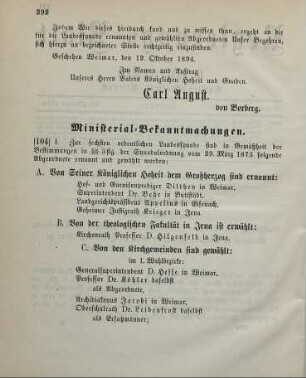 292
Indem Wir dieses hierdurch kund und zu wissen thun, ergeht an die
für die Landessynode ernannten und gewählten Abgeordneten Unser Begehren,
sich hierzu an bezeichneter Stelle rechtzeitig einzufinden.
Geschehen Weimar, den 12. Oktober 1894.
Im Namen und Auftrag
Unseres Herrn Vaters Königlichen Hoheit und Gnaden.
Carl August.
von Boxberg.
Ministerial-Bekanntmachungen.
[104] I. Zur sechsten ordentlichen Landessynode sind in Gemäßheit der
Bestimmungen in §§ der Synodalordnung vom 29. März 1873 folgende
Abgeordnete ernannt und gewählt worden:
A. Von Seiner Königlichen Hoheit dem Großherzog sind ernannt:
Hof- und Garnisonprediger in Weimar,
Superintendent Dr. Behr in Buttstädt,
Landgerichtspräsident Appelius in Eisenach,
Geheimer Justizrath Krieger in Jena.
B. Von der theologischen Fakultät in Jena ist erwählt:
Kirchenrath Professor D. Hilgenfeld in Jena.
C. Von den Kirchgemeinden sind gewählt:
im I. Wahlbezirke:
Generalsuperintendent D. Hesse in Weimar,
Professor Dr. Köhler daselbst
als Abgeordnete,
Archidiakonus Jacobi in Weimar,
Oberschulrath Dr. Leidenfrost daselbst
als Ersatzmänner,